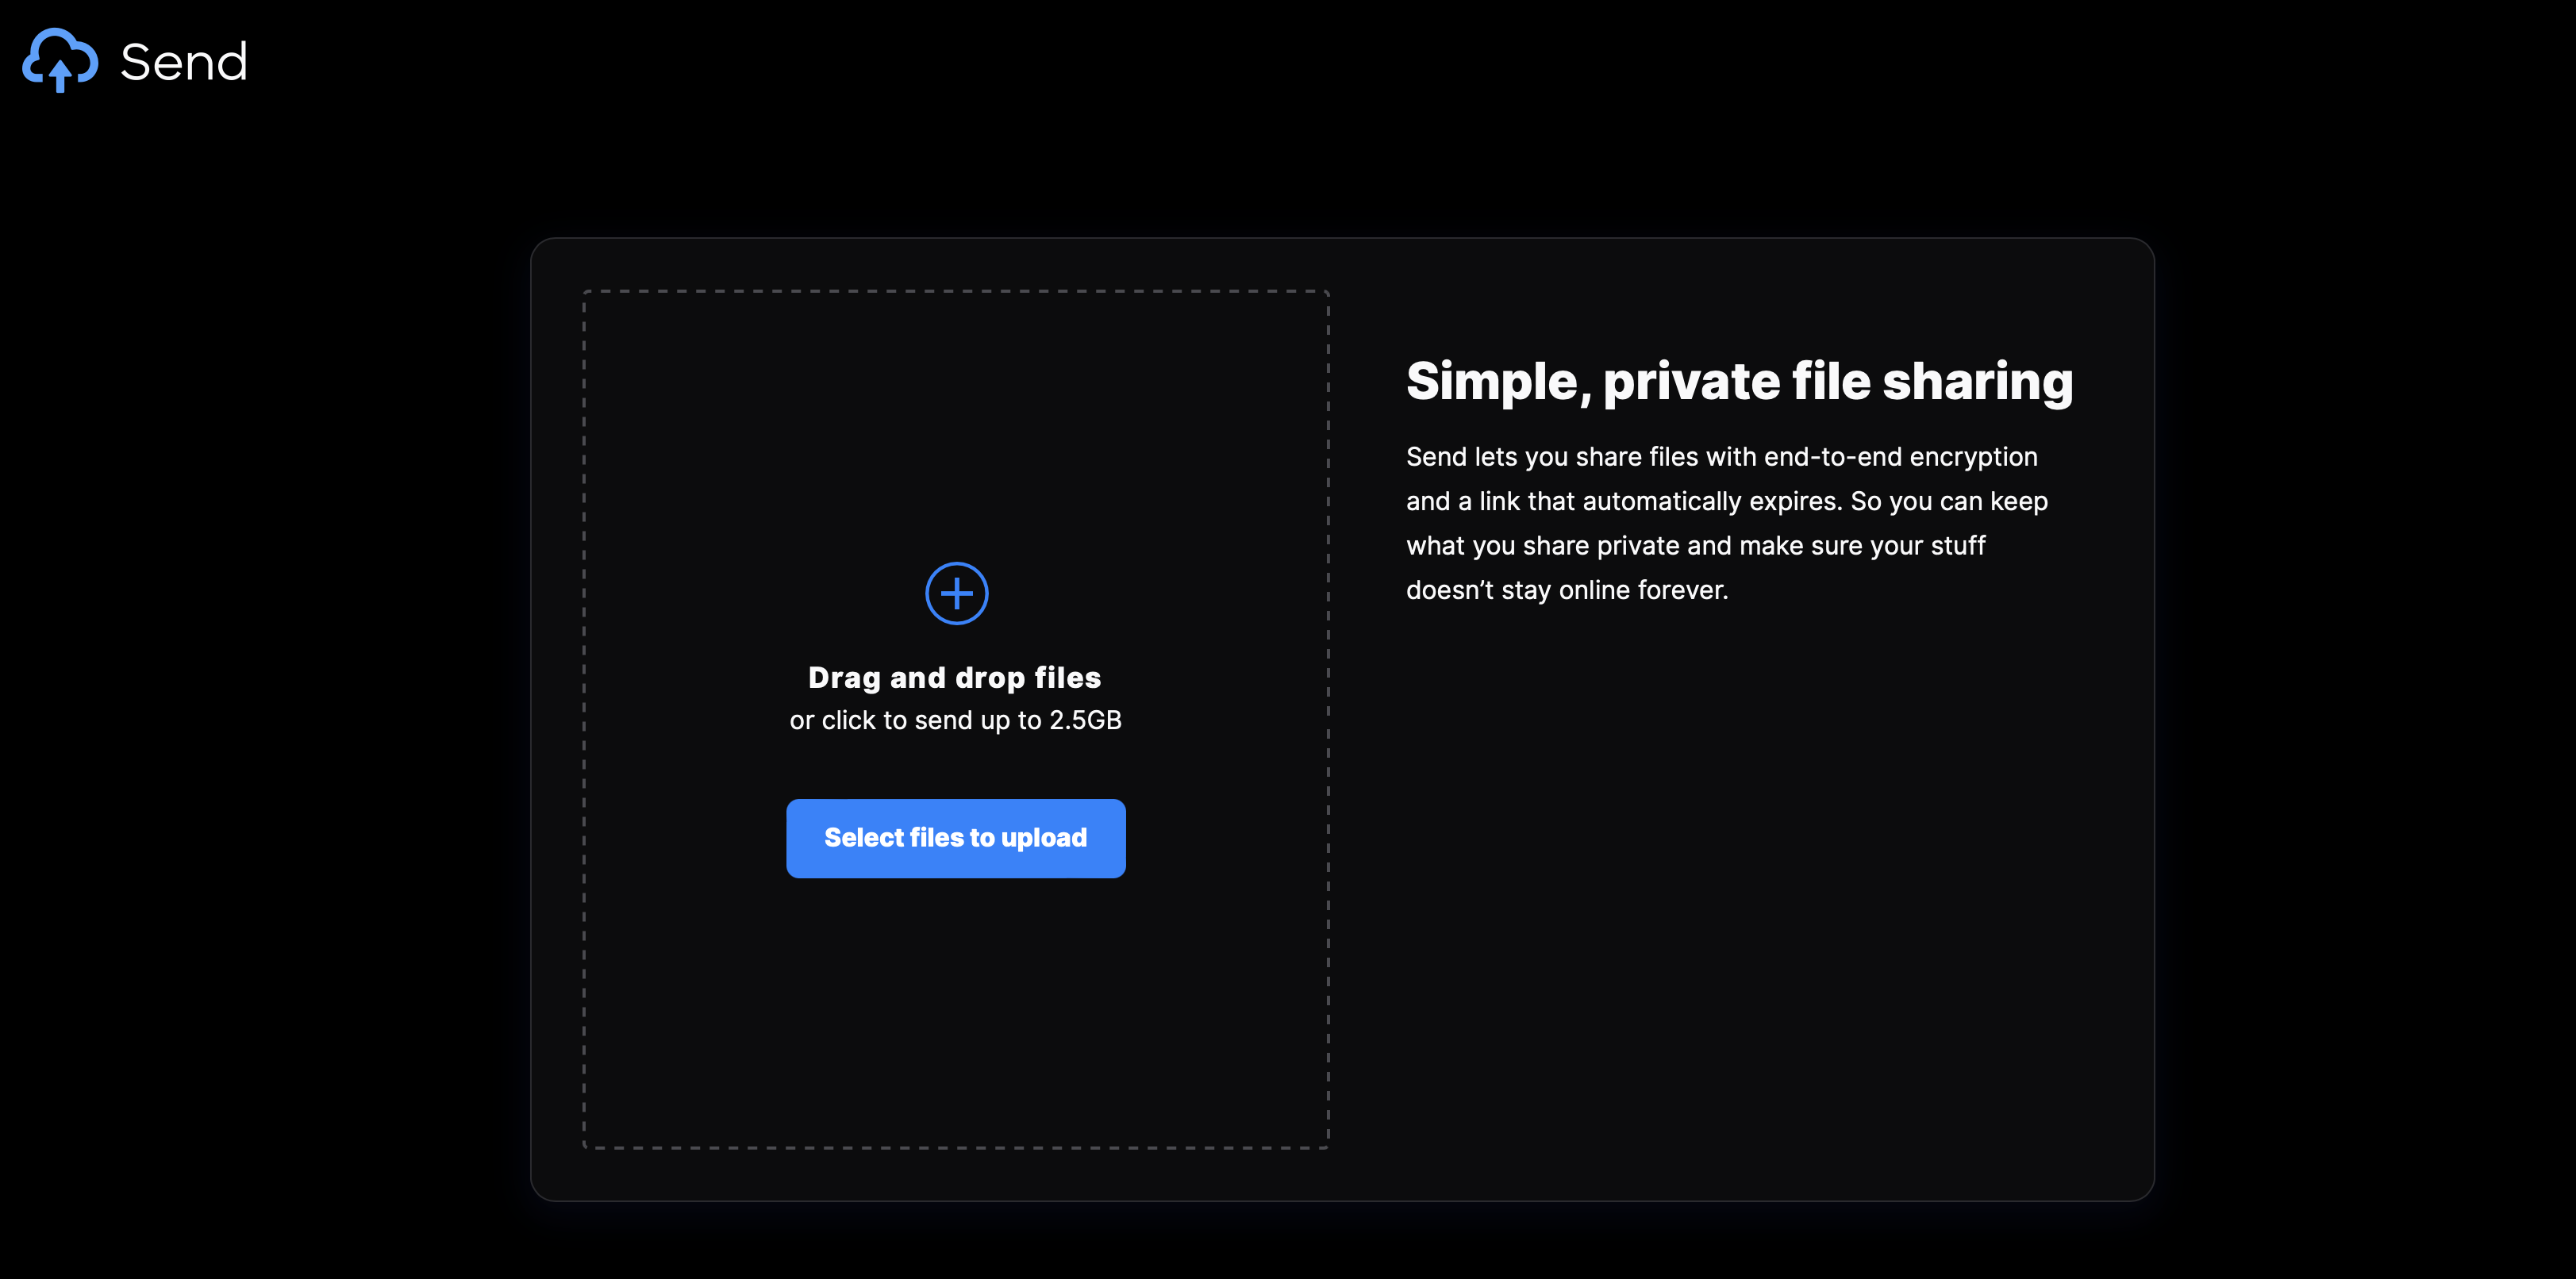 Send
Drag and drop files
or click to send up to 2.5GB
Select files to upload
Simple, private file sharing
Send lets you share files with end-to-end encryption
and a link that automatically expires. So you can keep
what you share private and make sure your stuff
doesn’t stay online forever.